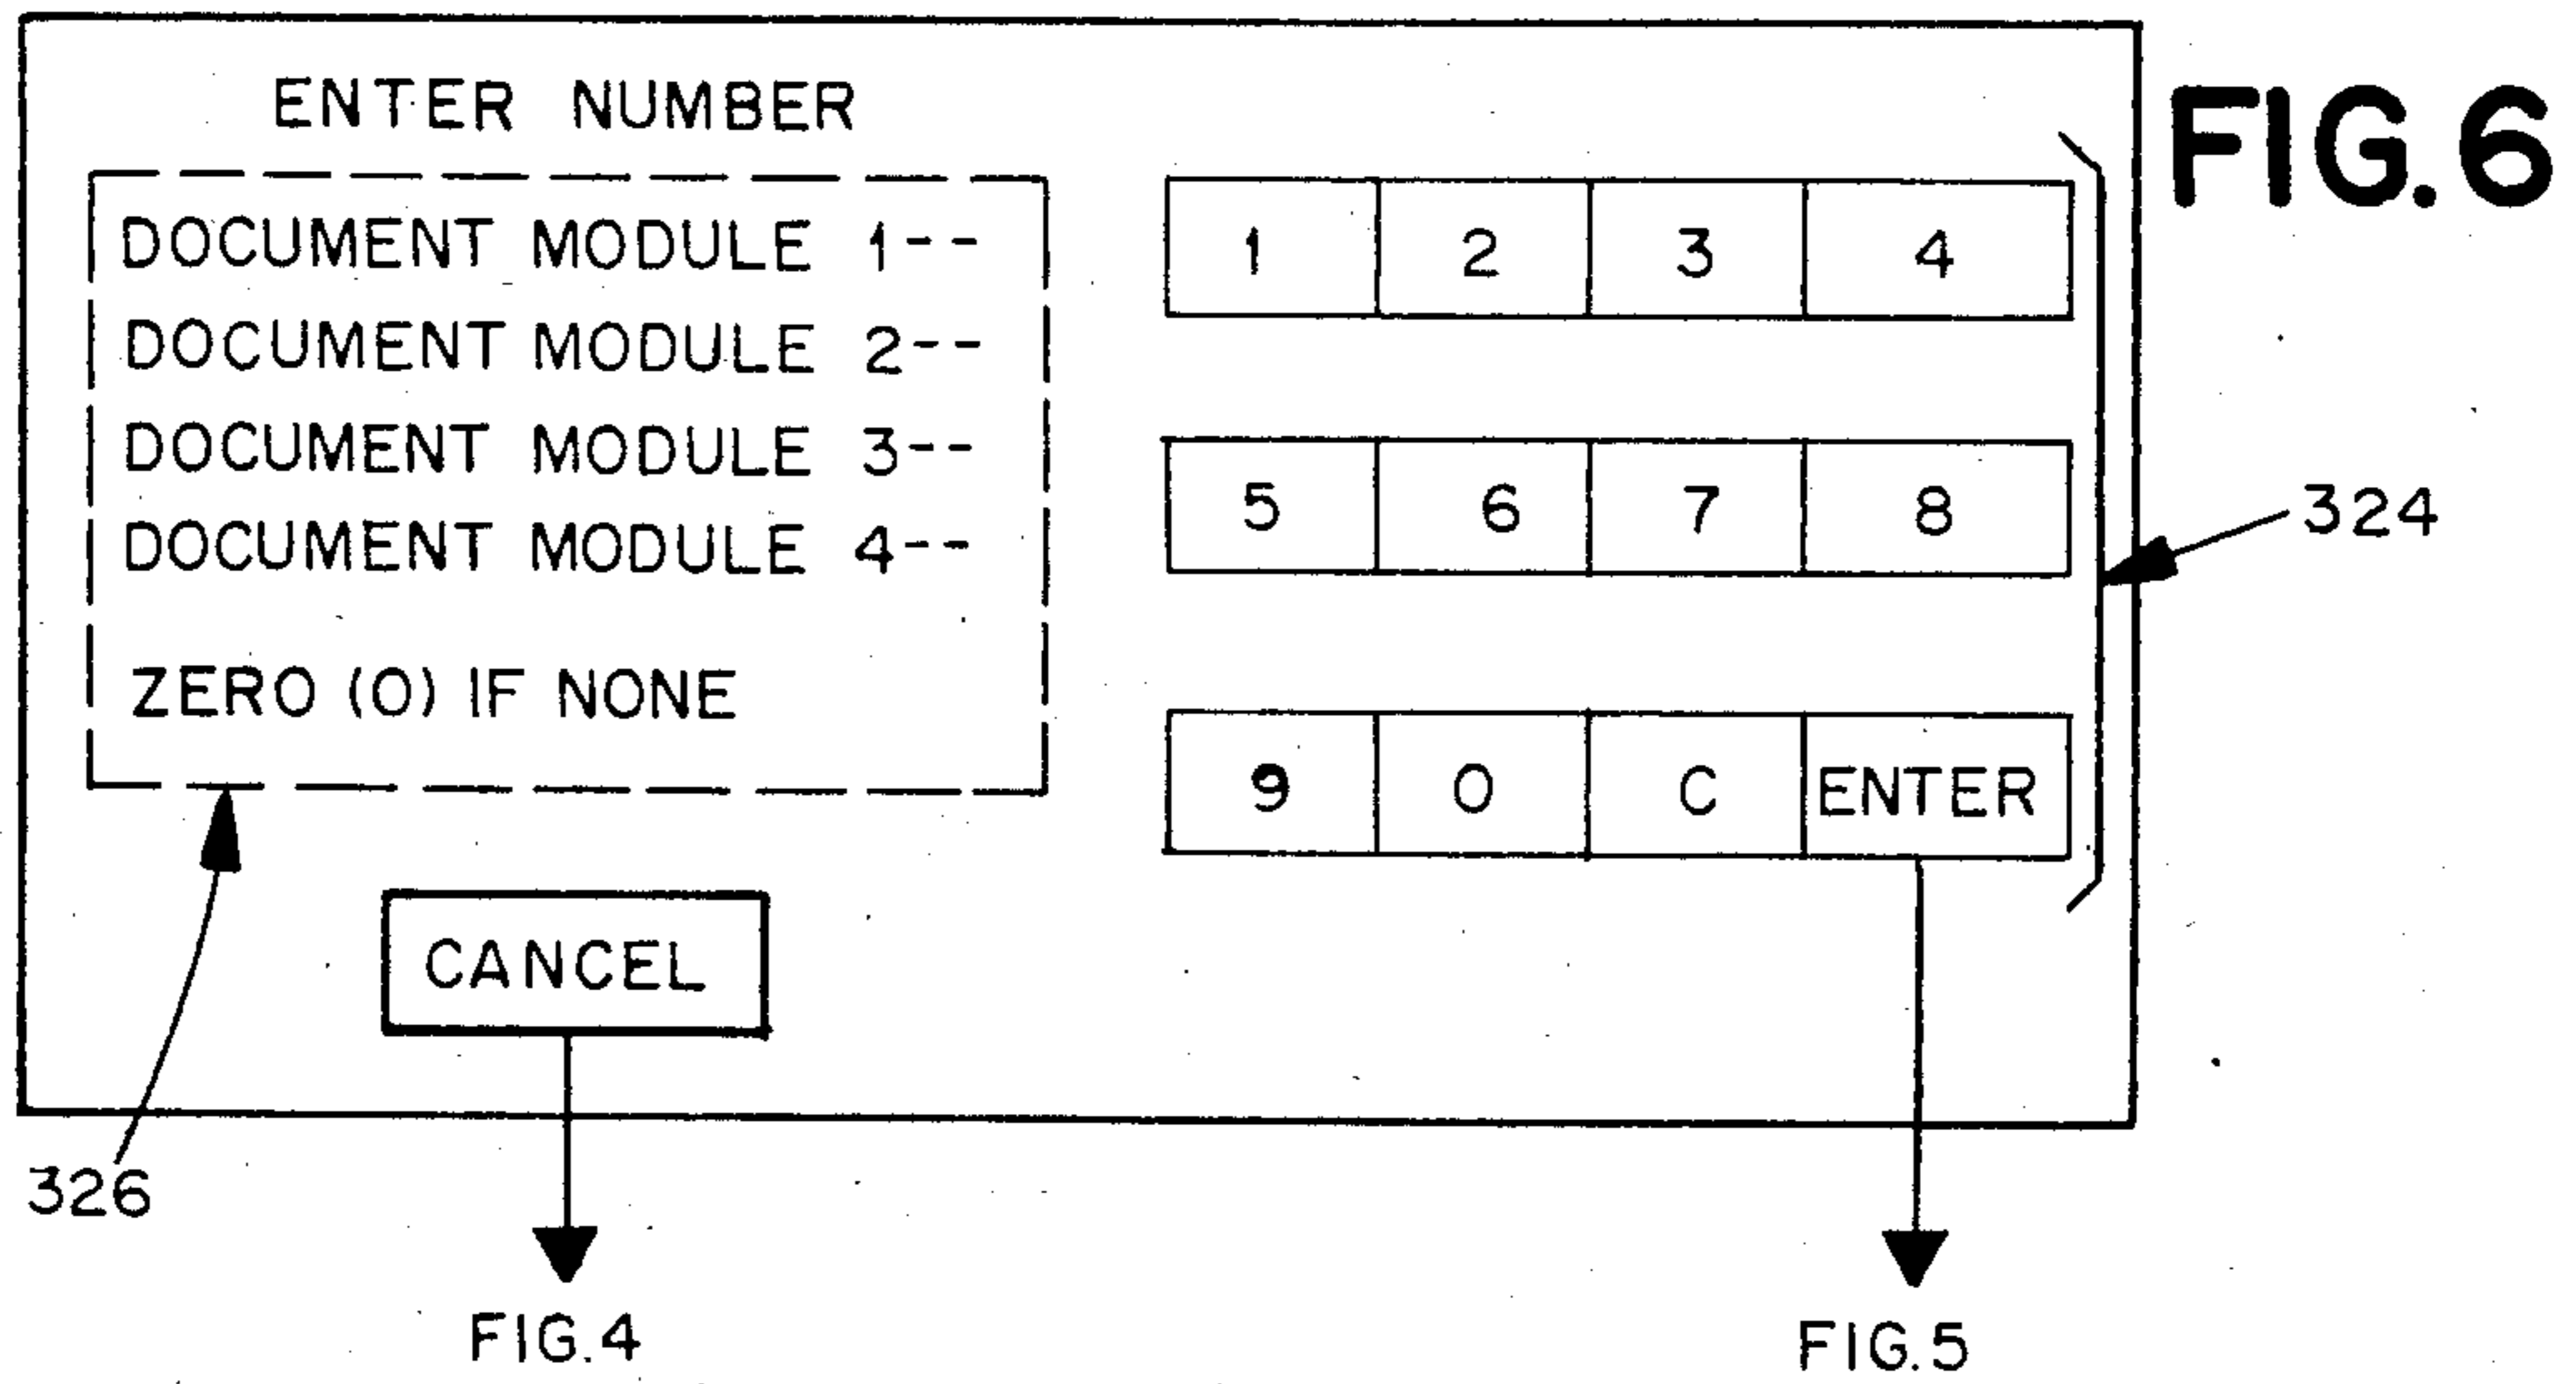 FIG.6
ENTER NUMBER
DOCUMENT MODULE 1--
DOCUMENT MODULE 2--
DOCUMENT MODULE 3--
DOCUMENT MODULE 4--
ZERO (0) IF NONE
1 2 3 4
5 6 7 8
9 0 C ENTER
324
CANCEL
326
FIG.4
FIG.5